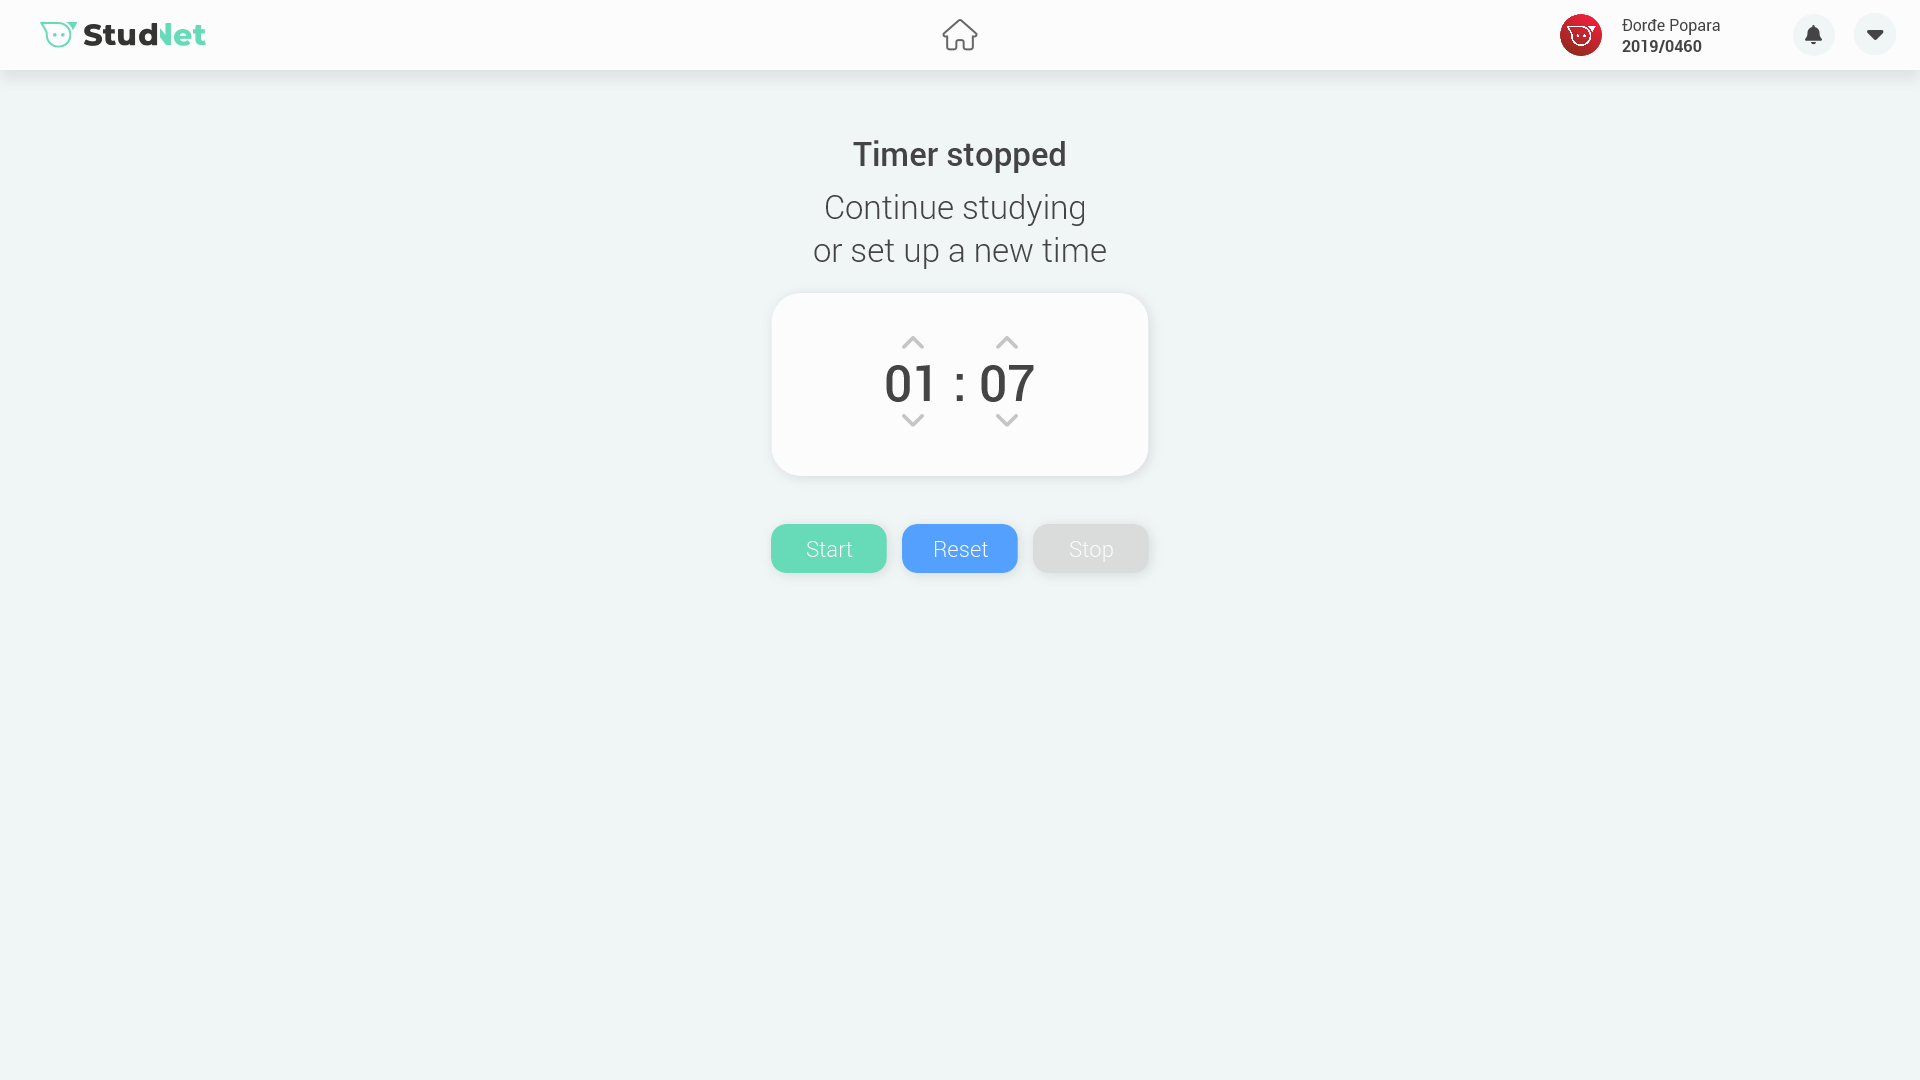 StudNet
Đorđe Popara
2019/0460
Timer stopped
Continue studying
or set up a new time
01 : 07
Start
Reset
Stop